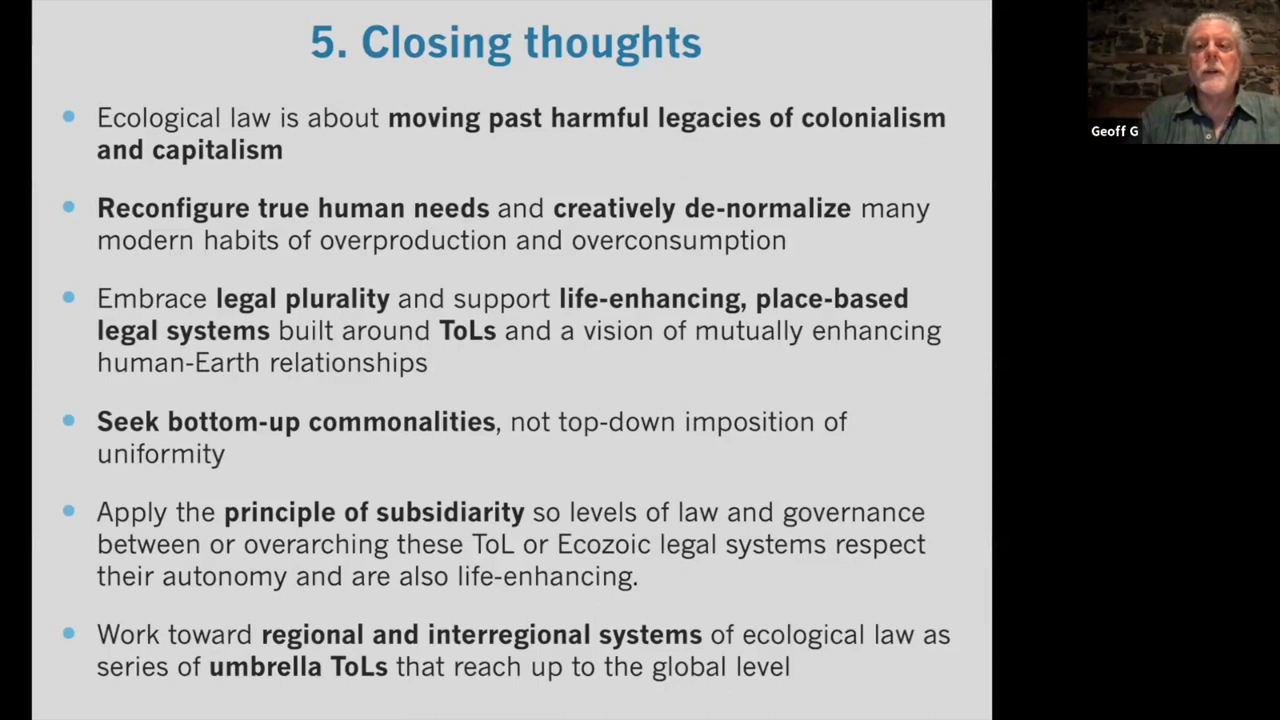 5. Closing thoughts
Ecological law is about moving past harmful legacies of colonialism
and capitalism
Reconfigure true human needs and creatively de-normalize many
modern habits of overproduction and overconsumption
Embrace legal plurality and support life-enhancing, place-based
legal systems built around ToLs and a vision of mutually enhancing
human-Earth relationships
Seek bottom-up commonalities, not top-down imposition of
uniformity
Apply the principle of subsidiarity so levels of law and governance
between or overarching these ToL or Ecozoic legal systems respect
their autonomy and are also life-enhancing.
Work toward regional and interregional systems of ecological law as
series of umbrella ToLs that reach up to the global level
Geoff G